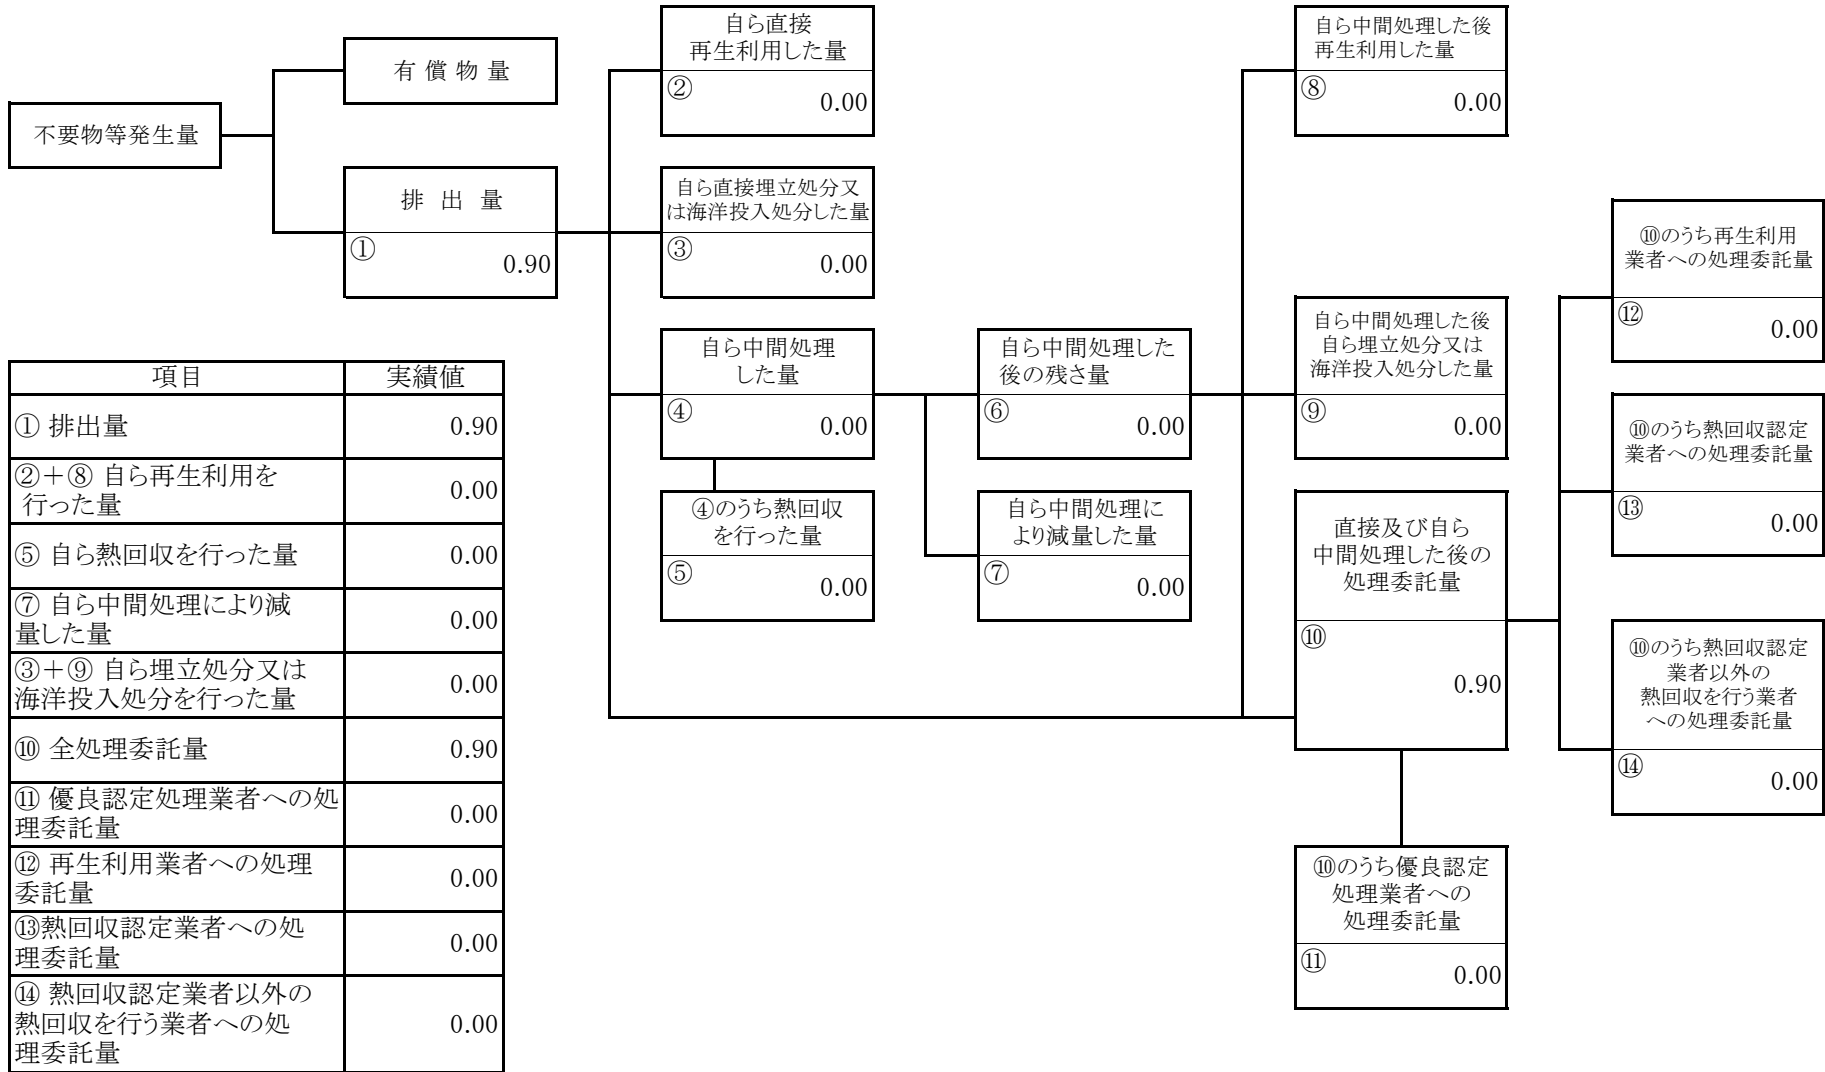 自ら直接
再生利用した量
②
0.00
自ら中間処理した後
再生利用した量
⑧
0.00
有 償 物 量
不要物等発生量
排 出 量
①
0.90
自ら直接埋立処分又
は海洋投入処分した量
③
0.00
⑩のうち再生利用
業者への処理委託量
⑫
0.00
自ら中間処理
した量
④
0.00
自ら中間処理した
後の残さ量
⑥
0.00
自ら中間処理した後
自ら埋立処分又は
海洋投入処分した量
⑨
0.00
⑩のうち熱回収認定
業者への処理委託量
⑬
0.00
④のうち熱回収
を行った量
⑤
0.00
自ら中間処理に
より減量した量
⑦
0.00
直接及び自ら
中間処理した後の
処理委託量
⑩
0.90
⑩のうち熱回収認定
業者以外の
熱回収を行う業者
への処理委託量
⑭
0.00
⑩のうち優良認定
処理業者への
処理委託量
⑪
0.00
項目 実績値
① 排出量 0.90
②＋⑧ 自ら再生利用を
行った量
0.00
⑤ 自ら熱回収を行った量 0.00
⑦ 自ら中間処理により減
量した量
0.00
③＋⑨ 自ら埋立処分又は
海洋投入処分を行った量
0.00
⑩ 全処理委託量 0.90
⑪ 優良認定処理業者への処
理委託量
0.00
⑫ 再生利用業者への処理
委託量
0.00
⑬熱回収認定業者への処
理委託量
0.00
⑭ 熱回収認定業者以外の
熱回収を行う業者への処
理委託量
0.00